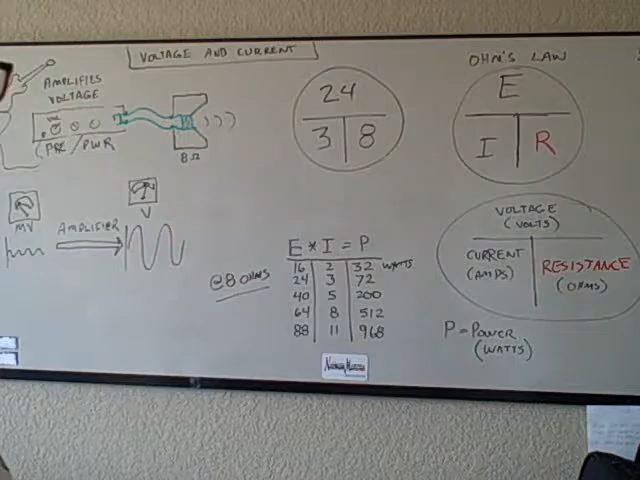 VOLTAGE AND CURRENT
AMPLIFIES
VOLTAGE
VOL
PRE/PWR
8Ω
MV
AMPLIFIER
V
24
3 8
OHM'S LAW
E
I R
VOLTAGE
(VOLTS)
CURRENT
(AMPS)
RESISTANCE
(OHMS)
@8 OHMS
E * I = P
16 2 32 WATTS
24 3 72
40 5 200
64 8 512
88 11 968
P = POWER
(WATTS)